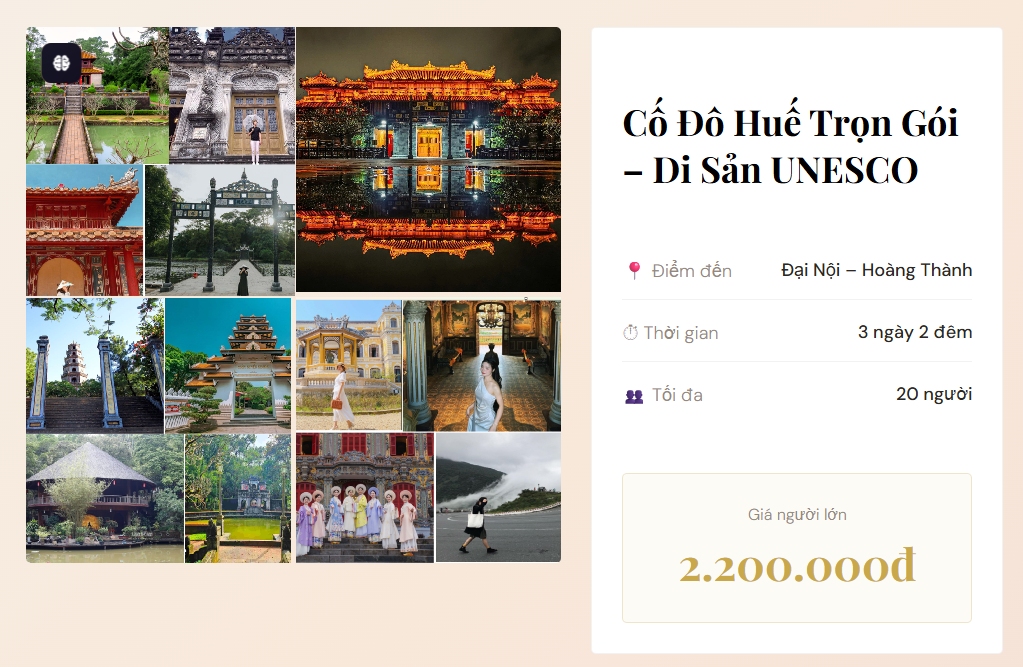 Cố Đô Huế Trọn Gói
– Di Sản UNESCO
📍 Điểm đến Đại Nội – Hoàng Thành
⏱ Thời gian 3 ngày 2 đêm
👥 Tối đa 20 người
Giá người lớn
2.200.000đ